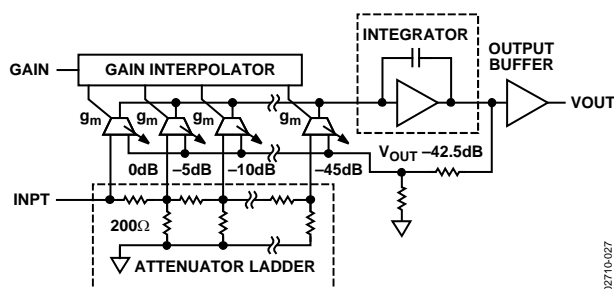 INTEGRATOR
OUTPUT
BUFFER
GAIN
GAIN INTERPOLATOR
VOUT
gm
gm
gm
gm
0dB
–5dB
–10dB
–45dB
VOUT –42.5dB
INPT
200Ω
ATTENUATOR LADDER
02710-027